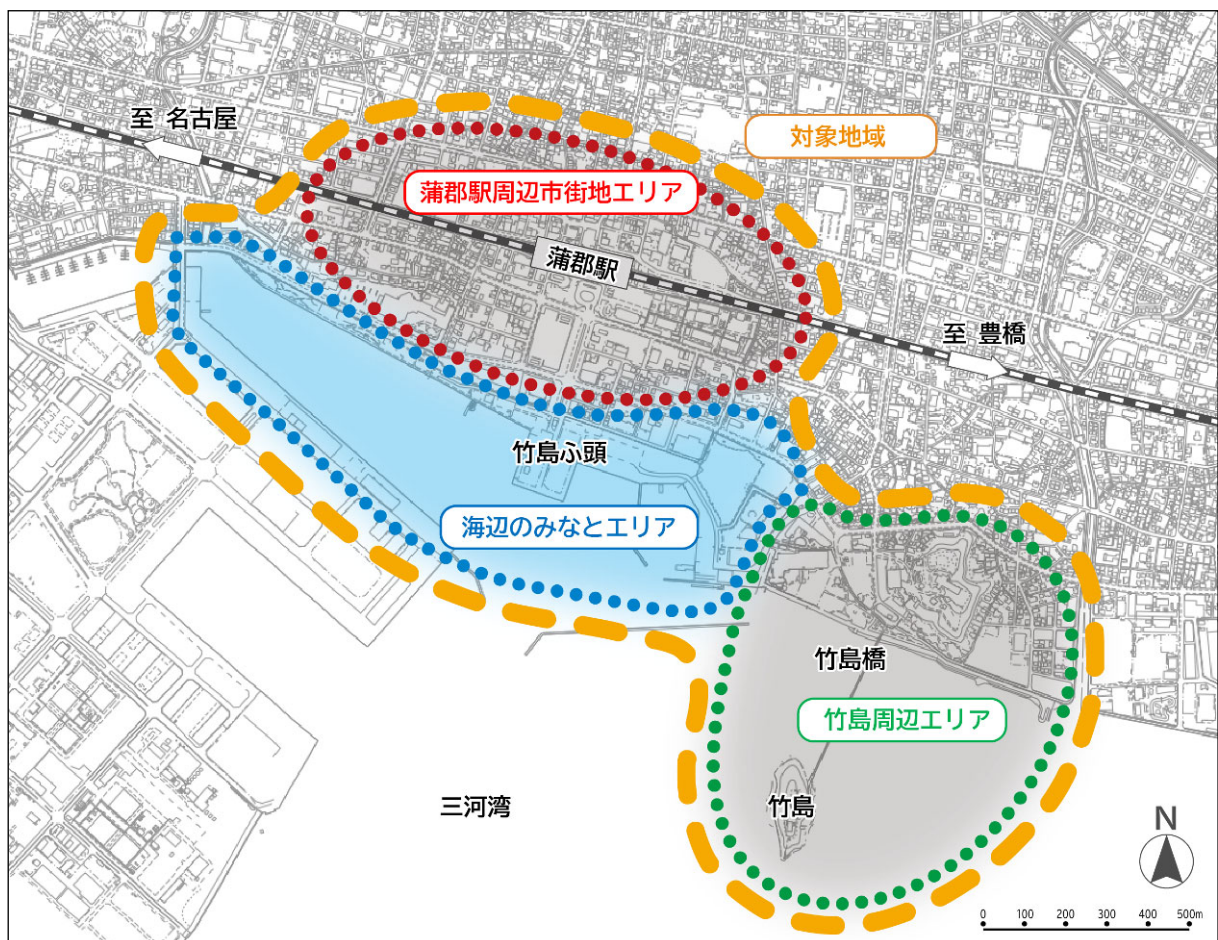 至 名古屋
対象地域
蒲郡駅周辺市街地エリア
蒲郡駅
至 豊橋
竹島ふ頭
海辺のみなとエリア
竹島橋
竹島周辺エリア
竹島
三河湾
N
0 100 200 300 400 500m